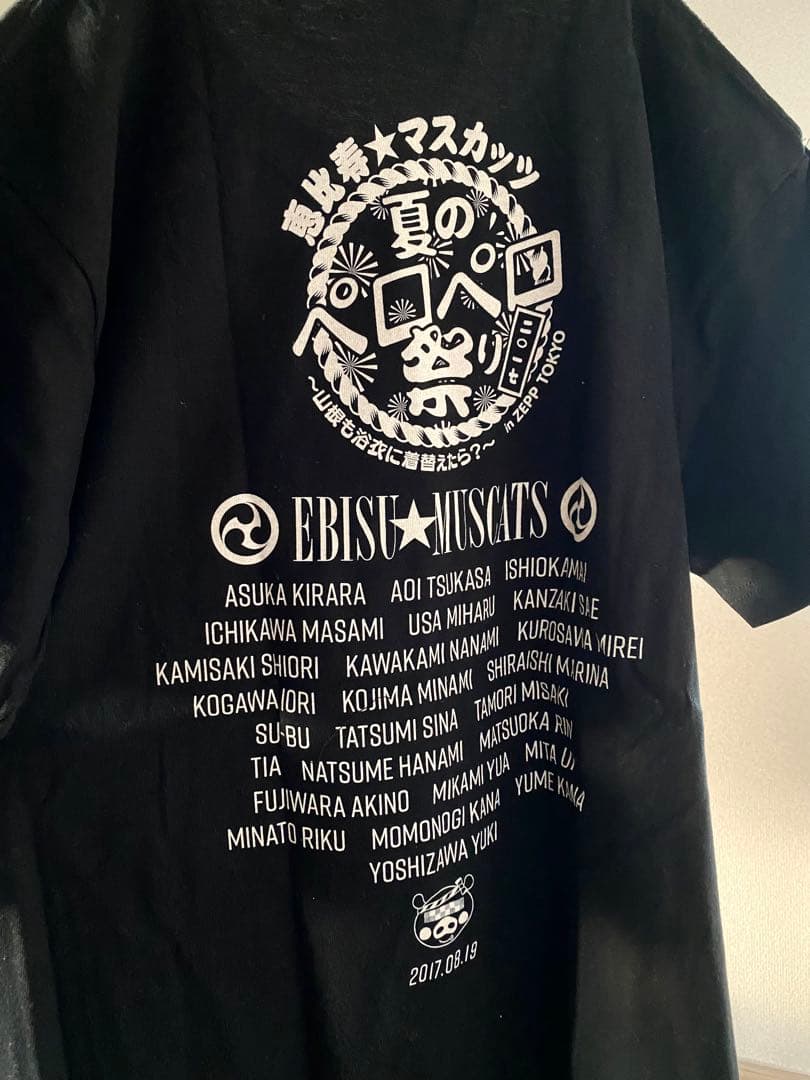 恵比寿★マスカッツ
夏の
ペロペロ
祭り
2017
〜山根も浴衣に着替えたら？〜
in ZEPP TOKYO
EBISU★MUSCATS
ASUKA KIRARA AOI TSUKASA ISHIOKAMAI
ICHIKAWA MASAMI USA MIHARU KANZAKI SAE
KAMISAKI SHIORI KAWAKAMI NANAMI KUROSAWA MIREI
KOGAWA IORI KOJIMA MINAMI SHIRAISHI MARINA
SU-BU TATSUMI SINA TAMORI MISAKI
TIA NATSUME HANAMI MATSUOKA RIN
FUJIWARA AKINO MIKAMI YUA MITA UI
MINATO RIKU MOMONOGI KANA YUME KANA
YOSHIZAWA YUKI
2017.08.19